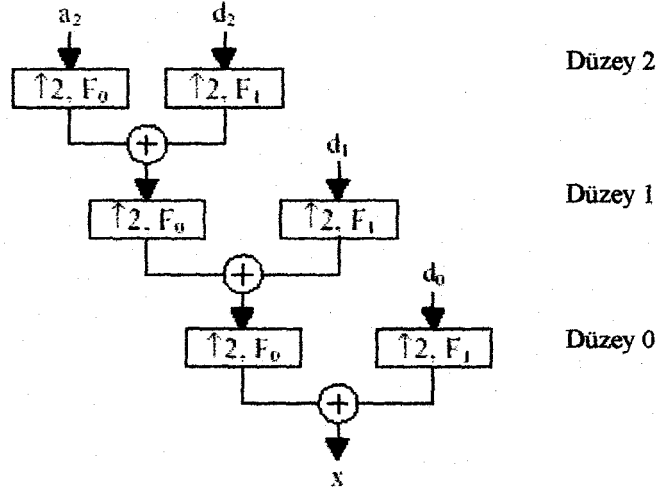 a₂ d₂
↑2, F₀ ↑2, F₁ Düzey 2
+
d₁
↑2, F₀ ↑2, F₁ Düzey 1
+
d₀
↑2, F₀ ↑2, F₁ Düzey 0
+
x